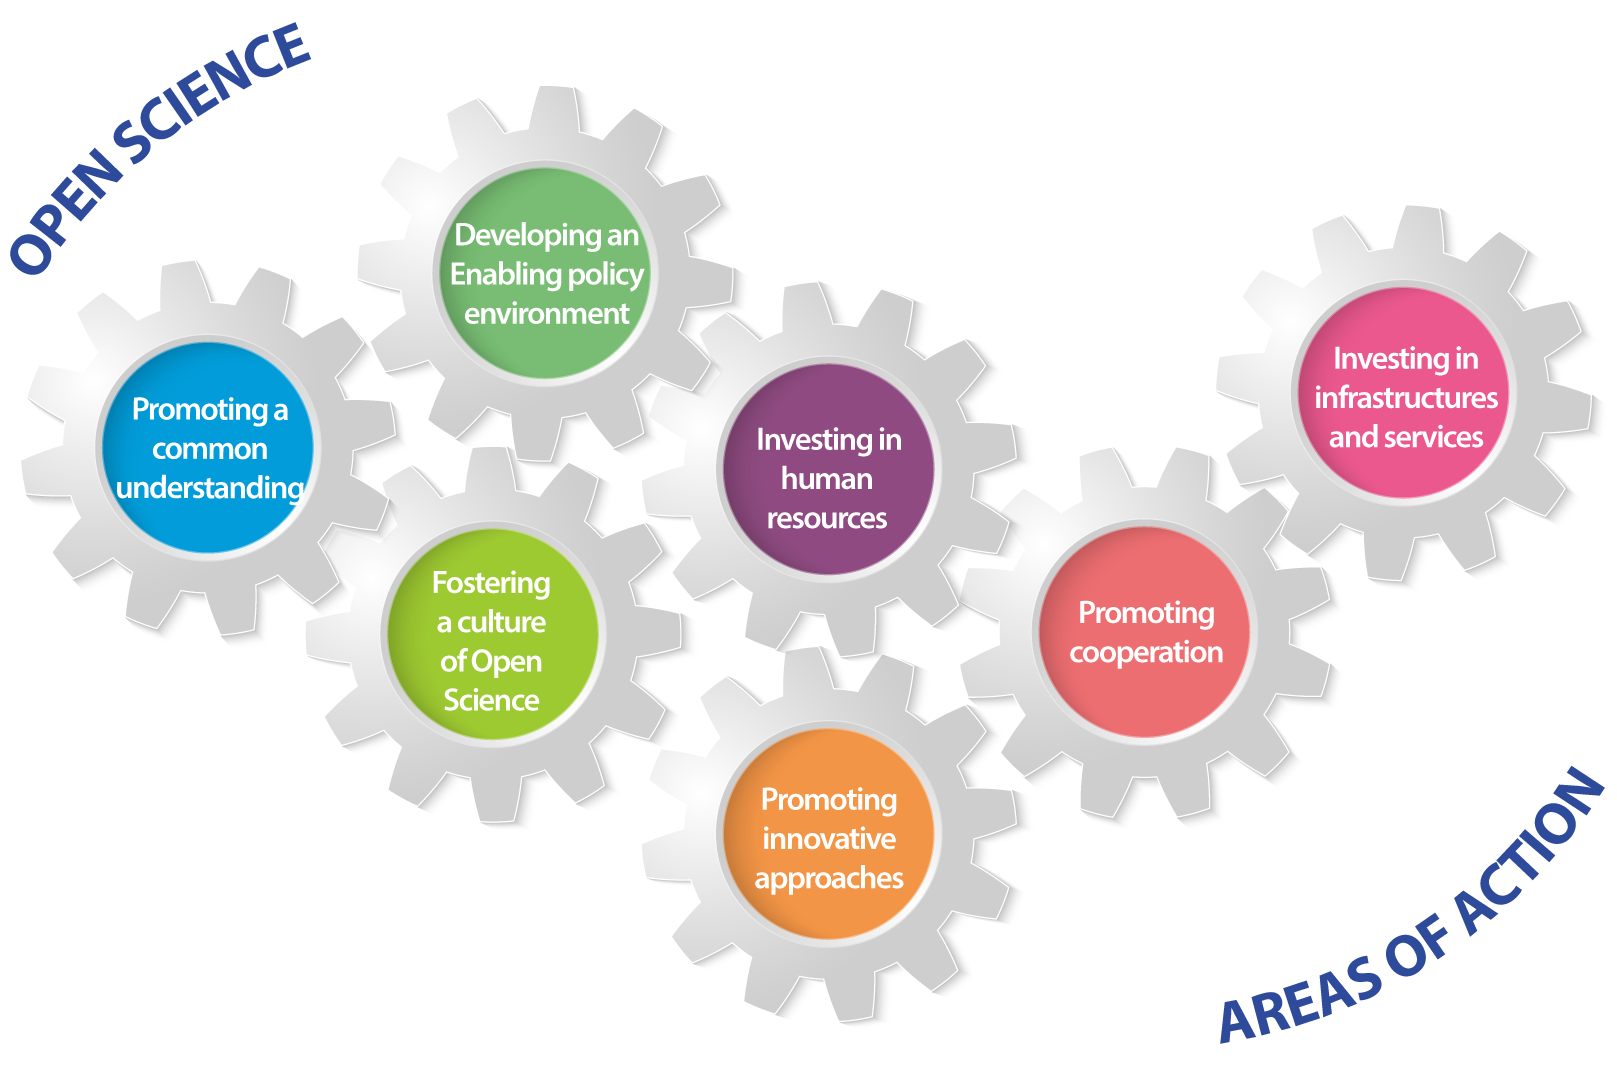 OPEN SCIENCE
Developing an
Enabling policy
environment
Promoting a
common
understanding
Fostering
a culture
of Open
Science
Investing in
human
resources
Promoting
innovative
approaches
Promoting
cooperation
Investing in
infrastructures
and services
AREAS OF ACTION